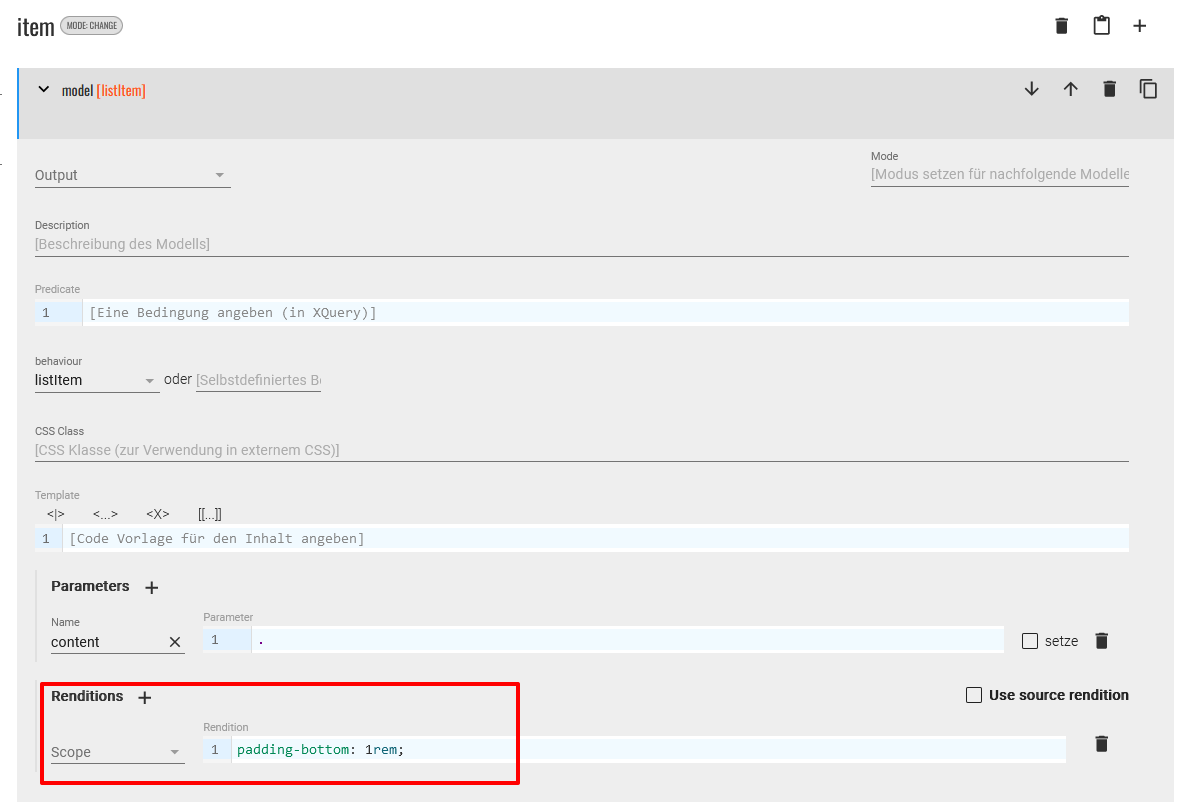 item MODE: CHANGE
model [listItem]
Output
Mode
[Modus setzen für nachfolgende Modelle
Description
[Beschreibung des Modells]
Predicate
1 [Eine Bedingung angeben (in XQuery)]
behaviour
listItem oder [Selbstdefiniertes Be
CSS Class
[CSS Klasse (zur Verwendung in externem CSS)]
Template
<|> <...> <X> [[...]]
1 [Code Vorlage für den Inhalt angeben]
Parameters +
Name
Parameter
content
1 .
setze
Renditions +
Use source rendition
Rendition
Scope
1 padding-bottom: 1rem;